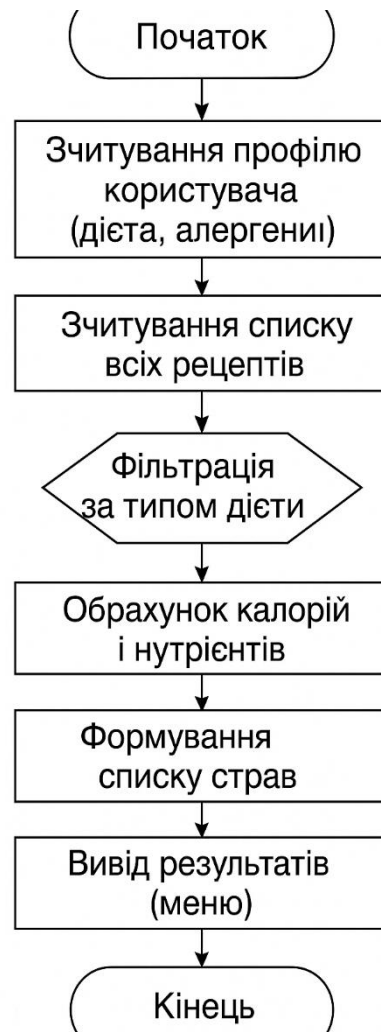 Початок
Зчитування профілю
користувача
(дієта, алергени)
Зчитування списку
всіх рецептів
Фільтрація
за типом дієти
Обрахунок калорій
і нутрієнтів
Формування
списку страв
Вивід результатів
(меню)
Кінець